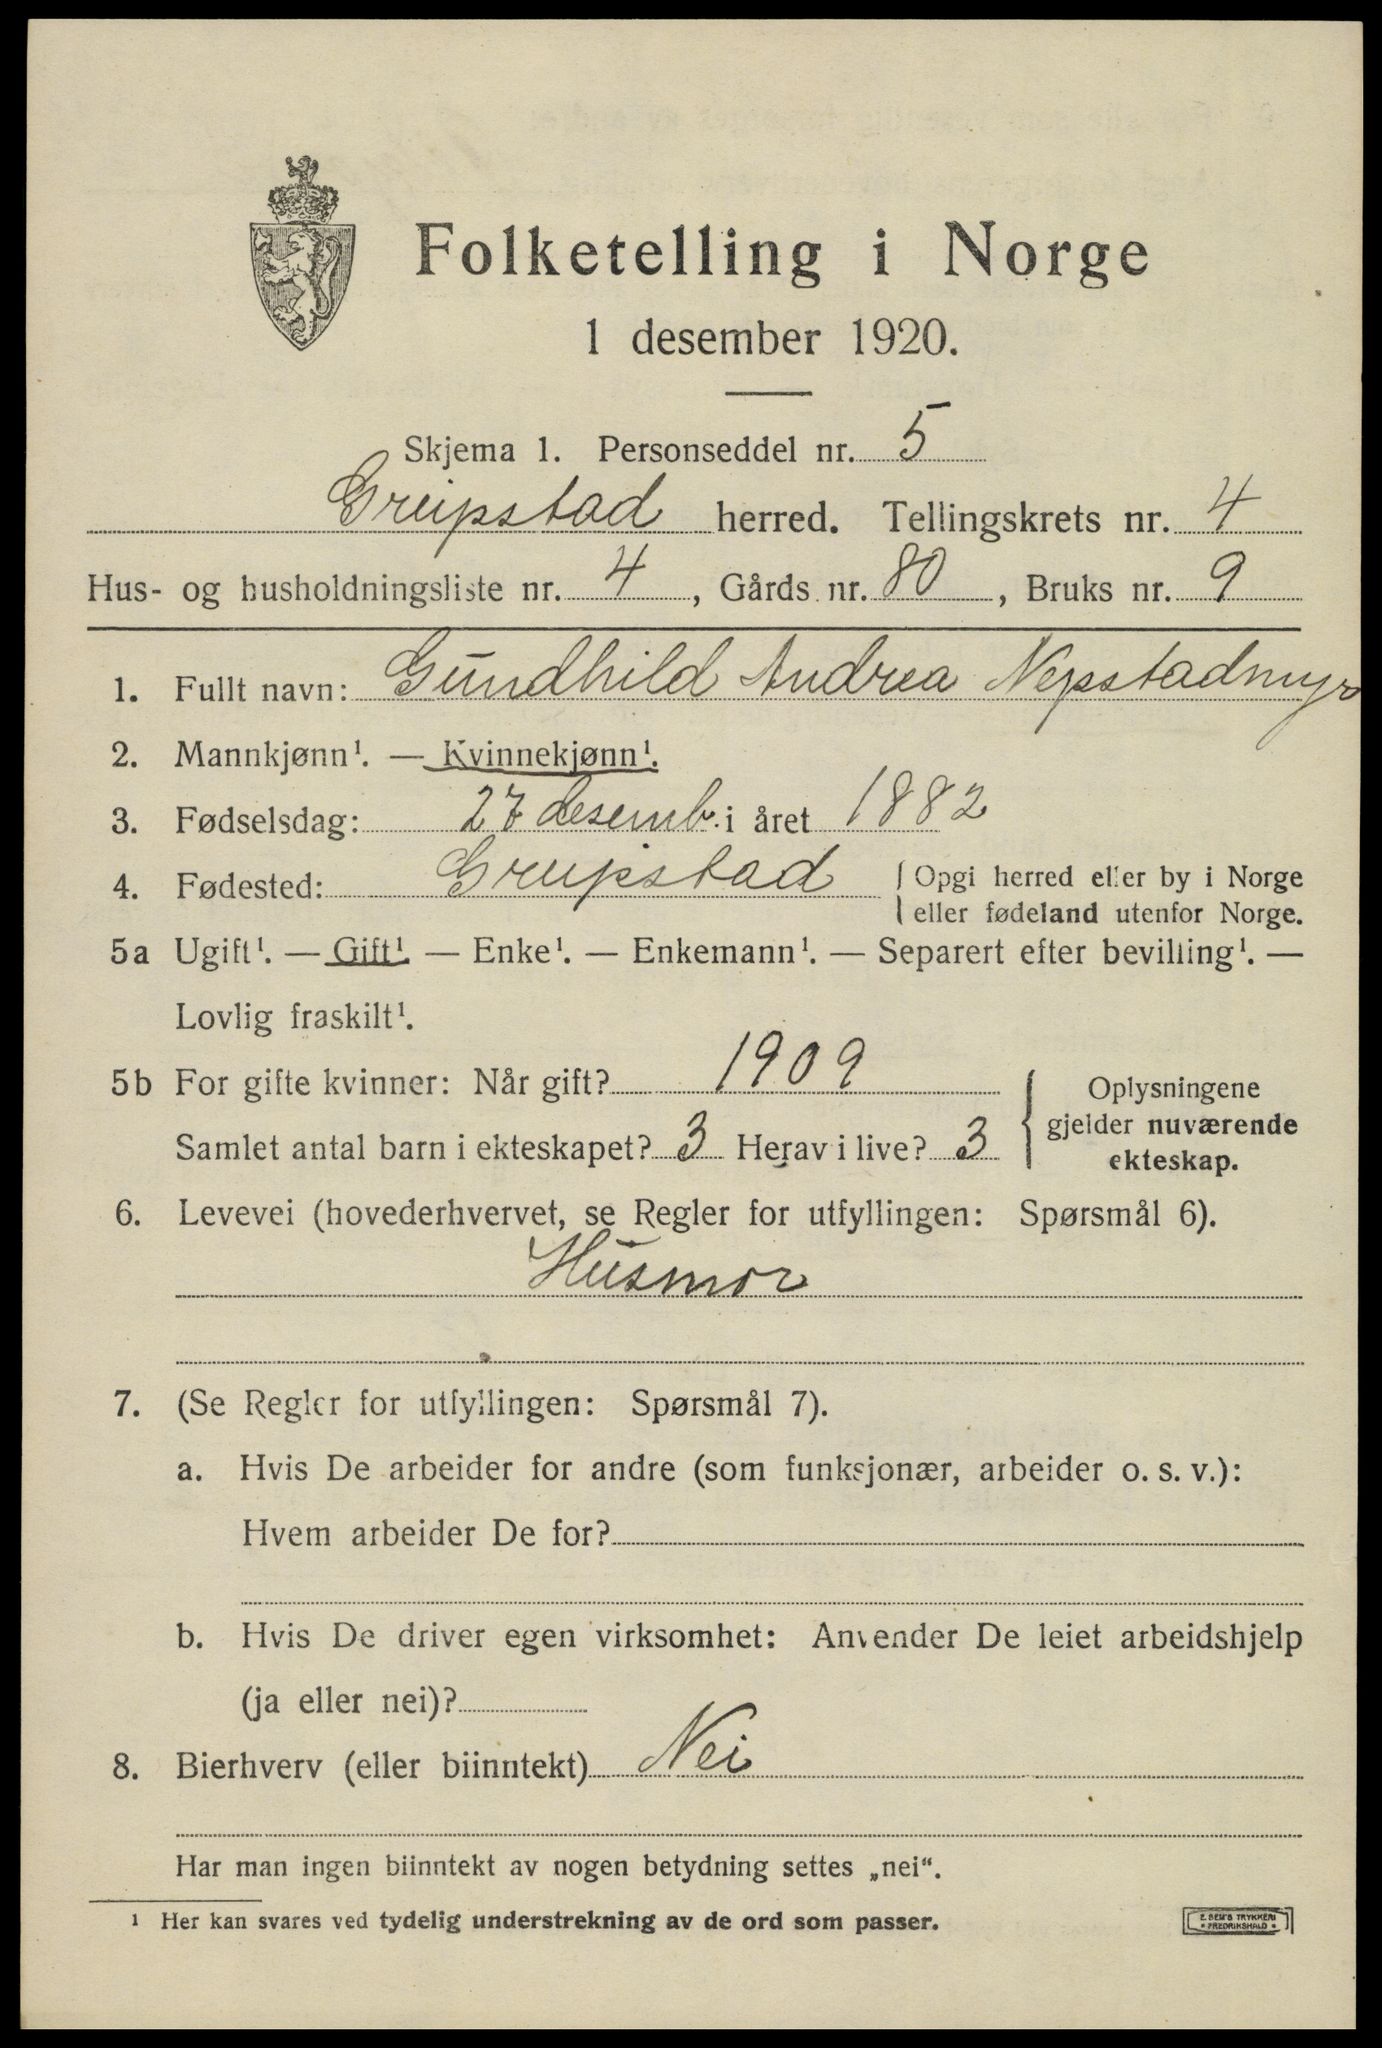 Folketelling i Norge
1 desember 1920.
Skjema 1. Personseddel nr. 5
Greipstad herred. Tellingskrets nr. 4
Hus- og husholdningsliste nr. 4, Gårds nr. 80, Bruks nr. 9
1. Fullt navn: Gundhild Andrea Nepstadmyr
2. Mannkjønn¹. — Kvinnekjønn¹.
3. Fødselsdag: 27 desemb. i året 1882
4. Fødested: Greipstad { Opgi herred eller by i Norge
eller fødeland utenfor Norge.
5a Ugift¹. — Gift¹. — Enke¹. — Enkemann¹. — Separert efter bevilling¹. —
Lovlig fraskilt¹.
5b For gifte kvinner: Når gift? 1909
Samlet antal barn i ekteskapet? 3 Herav i live? 3
{ Oplysningene
gjelder nuværende
ekteskap.
6. Levevei (hovederhvervet, se Regler for utfyllingen: Spørsmål 6).
Husmor
7. (Se Regler for utfyllingen: Spørsmål 7).
a. Hvis De arbeider for andre (som funksjonær, arbeider o. s. v.):
Hvem arbeider De for?
b. Hvis De driver egen virksomhet: Anvender De leiet arbeidshjelp
(ja eller nei)?
8. Bierhverv (eller biinntekt) Nei
Har man ingen biinntekt av nogen betydning settes „nei“.
¹ Her kan svares ved tydelig understrekning av de ord som passer.
E. SEM'S TRYKKERI
• FREDRIKSHALD •